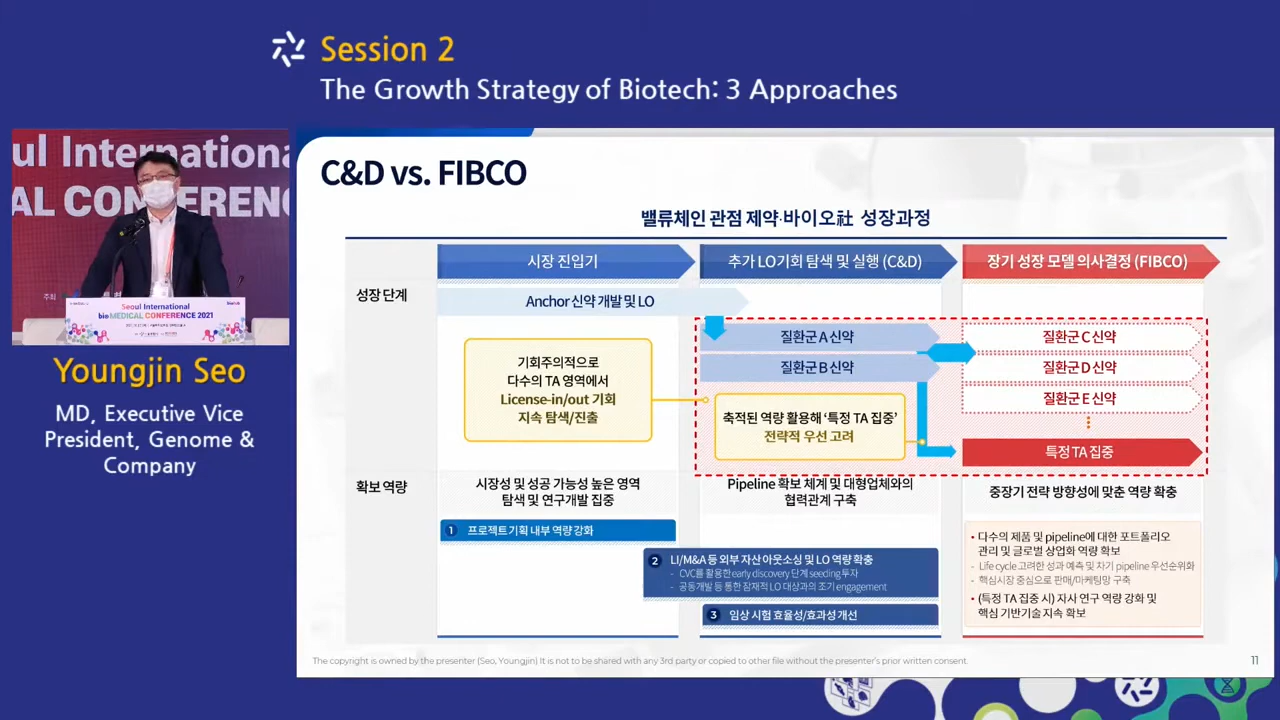 Session 2
The Growth Strategy of Biotech: 3 Approaches
ul Internationa
AL CONFERENC
주최
Seoul International
bioMEDICAL CONFERENCE 2021
Youngjin Seo
MD, Executive Vice
President, Genome &
Company
C&D vs. FIBCO
밸류체인 관점 제약·바이오社 성장과정
성장 단계
시장 진입기
추가 LO기회 탐색 및 실행 (C&D)
장기 성장 모델 의사결정 (FIBCO)
Anchor 신약 개발 및 LO
질환군 A 신약
질환군 B 신약
질환군 C 신약
질환군 D 신약
질환군 E 신약
기회주의적으로
다수의 TA 영역에서
License-in/out 기회
지속 탐색/진출
축적된 역량 활용해 ‘특정 TA 집중’
전략적 우선 고려
특정 TA 집중
확보 역량
시장성 및 성공 가능성 높은 영역
탐색 및 연구개발 집중
Pipeline 확보 체계 및 대형업체와의
협력관계 구축
중장기 전략 방향성에 맞춘 역량 확충
1 프로젝트 기획 내부 역량 강화
2 LI/M&A 등 외부 자산 아웃소싱 및 LO 역량 확충
- CVC를 활용한 early discovery 단계 seeding 투자
- 공동개발 등 통한 잠재적 LO 대상과의 조기 engagement
3 임상 시험 효율성/효과성 개선
• 다수의 제품 및 pipeline에 대한 포트폴리오
관리 및 글로벌 상업화 역량 확보
- Life cycle 고려한 성과 예측 및 차기 pipeline 우선순위화
- 핵심시장 중심으로 판매/마케팅망 구축
• (특정 TA 집중 시) 자사 연구 역량 강화 및
핵심 기반기술 지속 확보
The copyright is owned by the presenter (Seo, Youngjin) It is not to be shared with any 3rd party or copied to other file without the presenter's prior written consent.
11